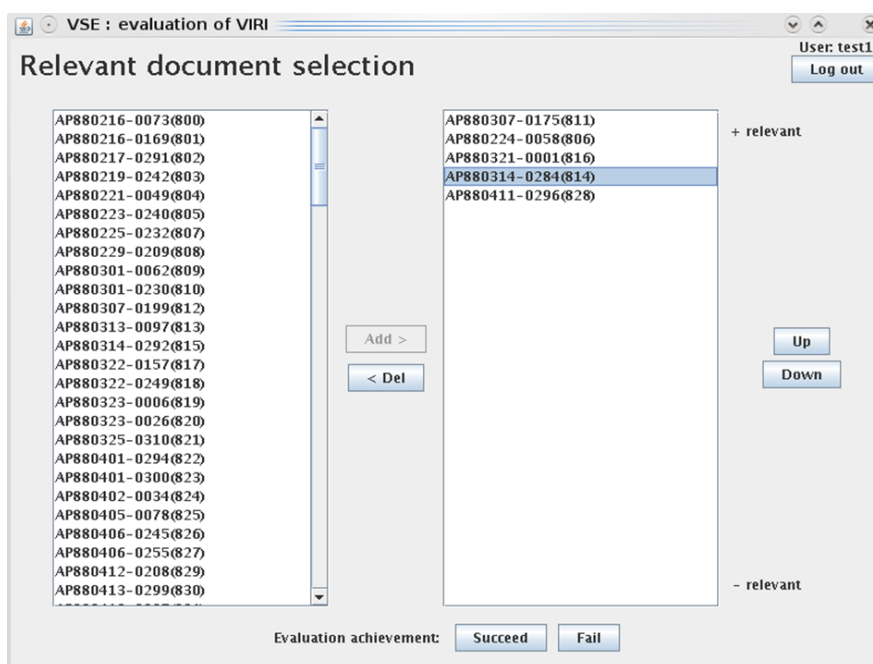 VSE : evaluation of VIRI
User: test1
Relevant document selection
Log out
AP880216-0073(800)
AP880216-0169(801)
AP880217-0291(802)
AP880219-0242(803)
AP880221-0049(804)
AP880223-0240(805)
AP880225-0232(807)
AP880229-0209(808)
AP880301-0062(809)
AP880301-0230(810)
AP880307-0199(812)
AP880313-0097(813)
AP880314-0292(815)
AP880322-0157(817)
AP880322-0249(818)
AP880323-0006(819)
AP880323-0026(820)
AP880325-0310(821)
AP880401-0294(822)
AP880401-0300(823)
AP880402-0034(824)
AP880405-0078(825)
AP880406-0245(826)
AP880406-0255(827)
AP880412-0208(829)
AP880413-0299(830)
Add >
< Del
AP880307-0175(811)
AP880224-0058(806)
AP880321-0001(816)
AP880314-0284(814)
AP880411-0296(828)
+ relevant
Up
Down
- relevant
Evaluation achievement: Succeed Fail